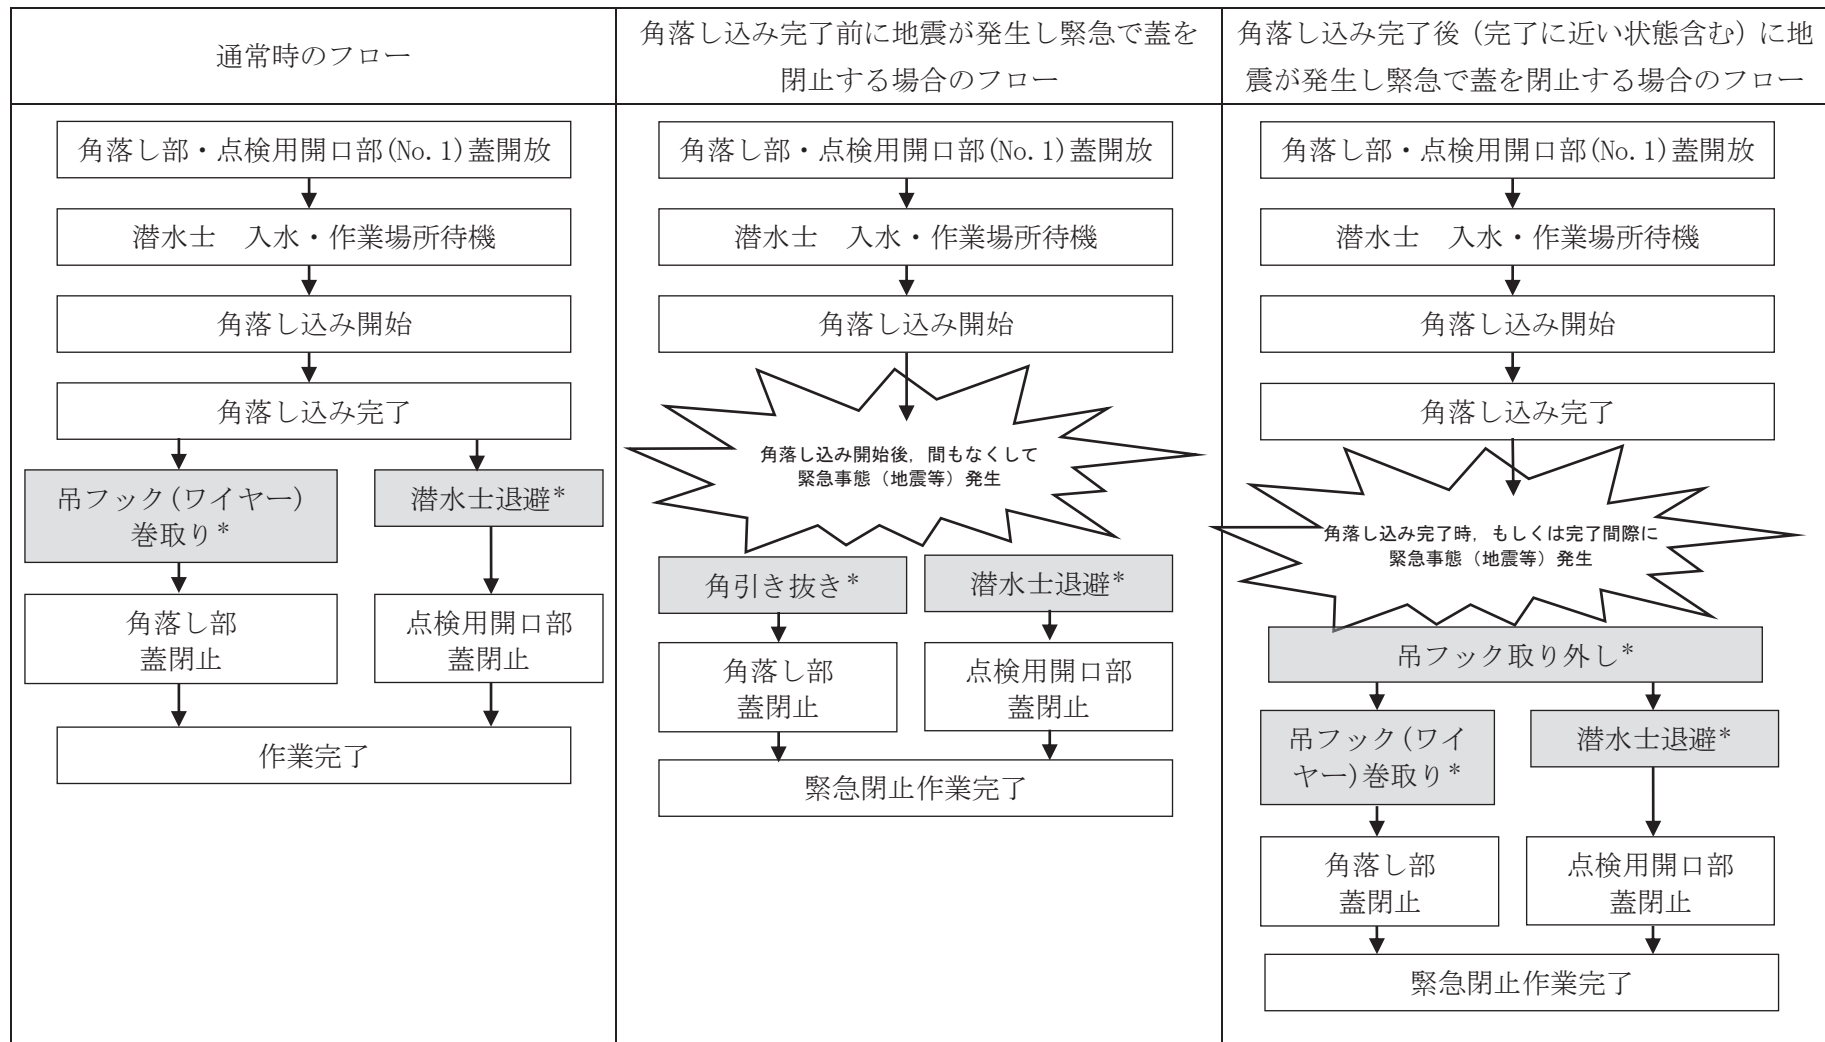 通常時のフロー
角落し込み完了前に地震が発生し緊急で蓋を
閉止する場合のフロー
角落し込み完了後（完了に近い状態含む）に地
震が発生し緊急で蓋を閉止する場合のフロー
角落し部・点検用開口部(No.1)蓋開放
潜水士　入水・作業場所待機
角落し込み開始
角落し込み完了
吊フック(ワイヤー)
巻取り*
潜水士退避*
角落し部
蓋閉止
点検用開口部
蓋閉止
作業完了
角落し部・点検用開口部(No.1)蓋開放
潜水士　入水・作業場所待機
角落し込み開始
角落し込み開始後，間もなくして
緊急事態（地震等）発生
角引き抜き*
潜水士退避*
角落し部
蓋閉止
点検用開口部
蓋閉止
緊急閉止作業完了
角落し部・点検用開口部(No.1)蓋開放
潜水士　入水・作業場所待機
角落し込み開始
角落し込み完了
角落し込み完了時，もしくは完了間際に
緊急事態（地震等）発生
吊フック取り外し*
吊フック(ワイ
ヤー)巻取り*
潜水士退避*
角落し部
蓋閉止
点検用開口部
蓋閉止
緊急閉止作業完了